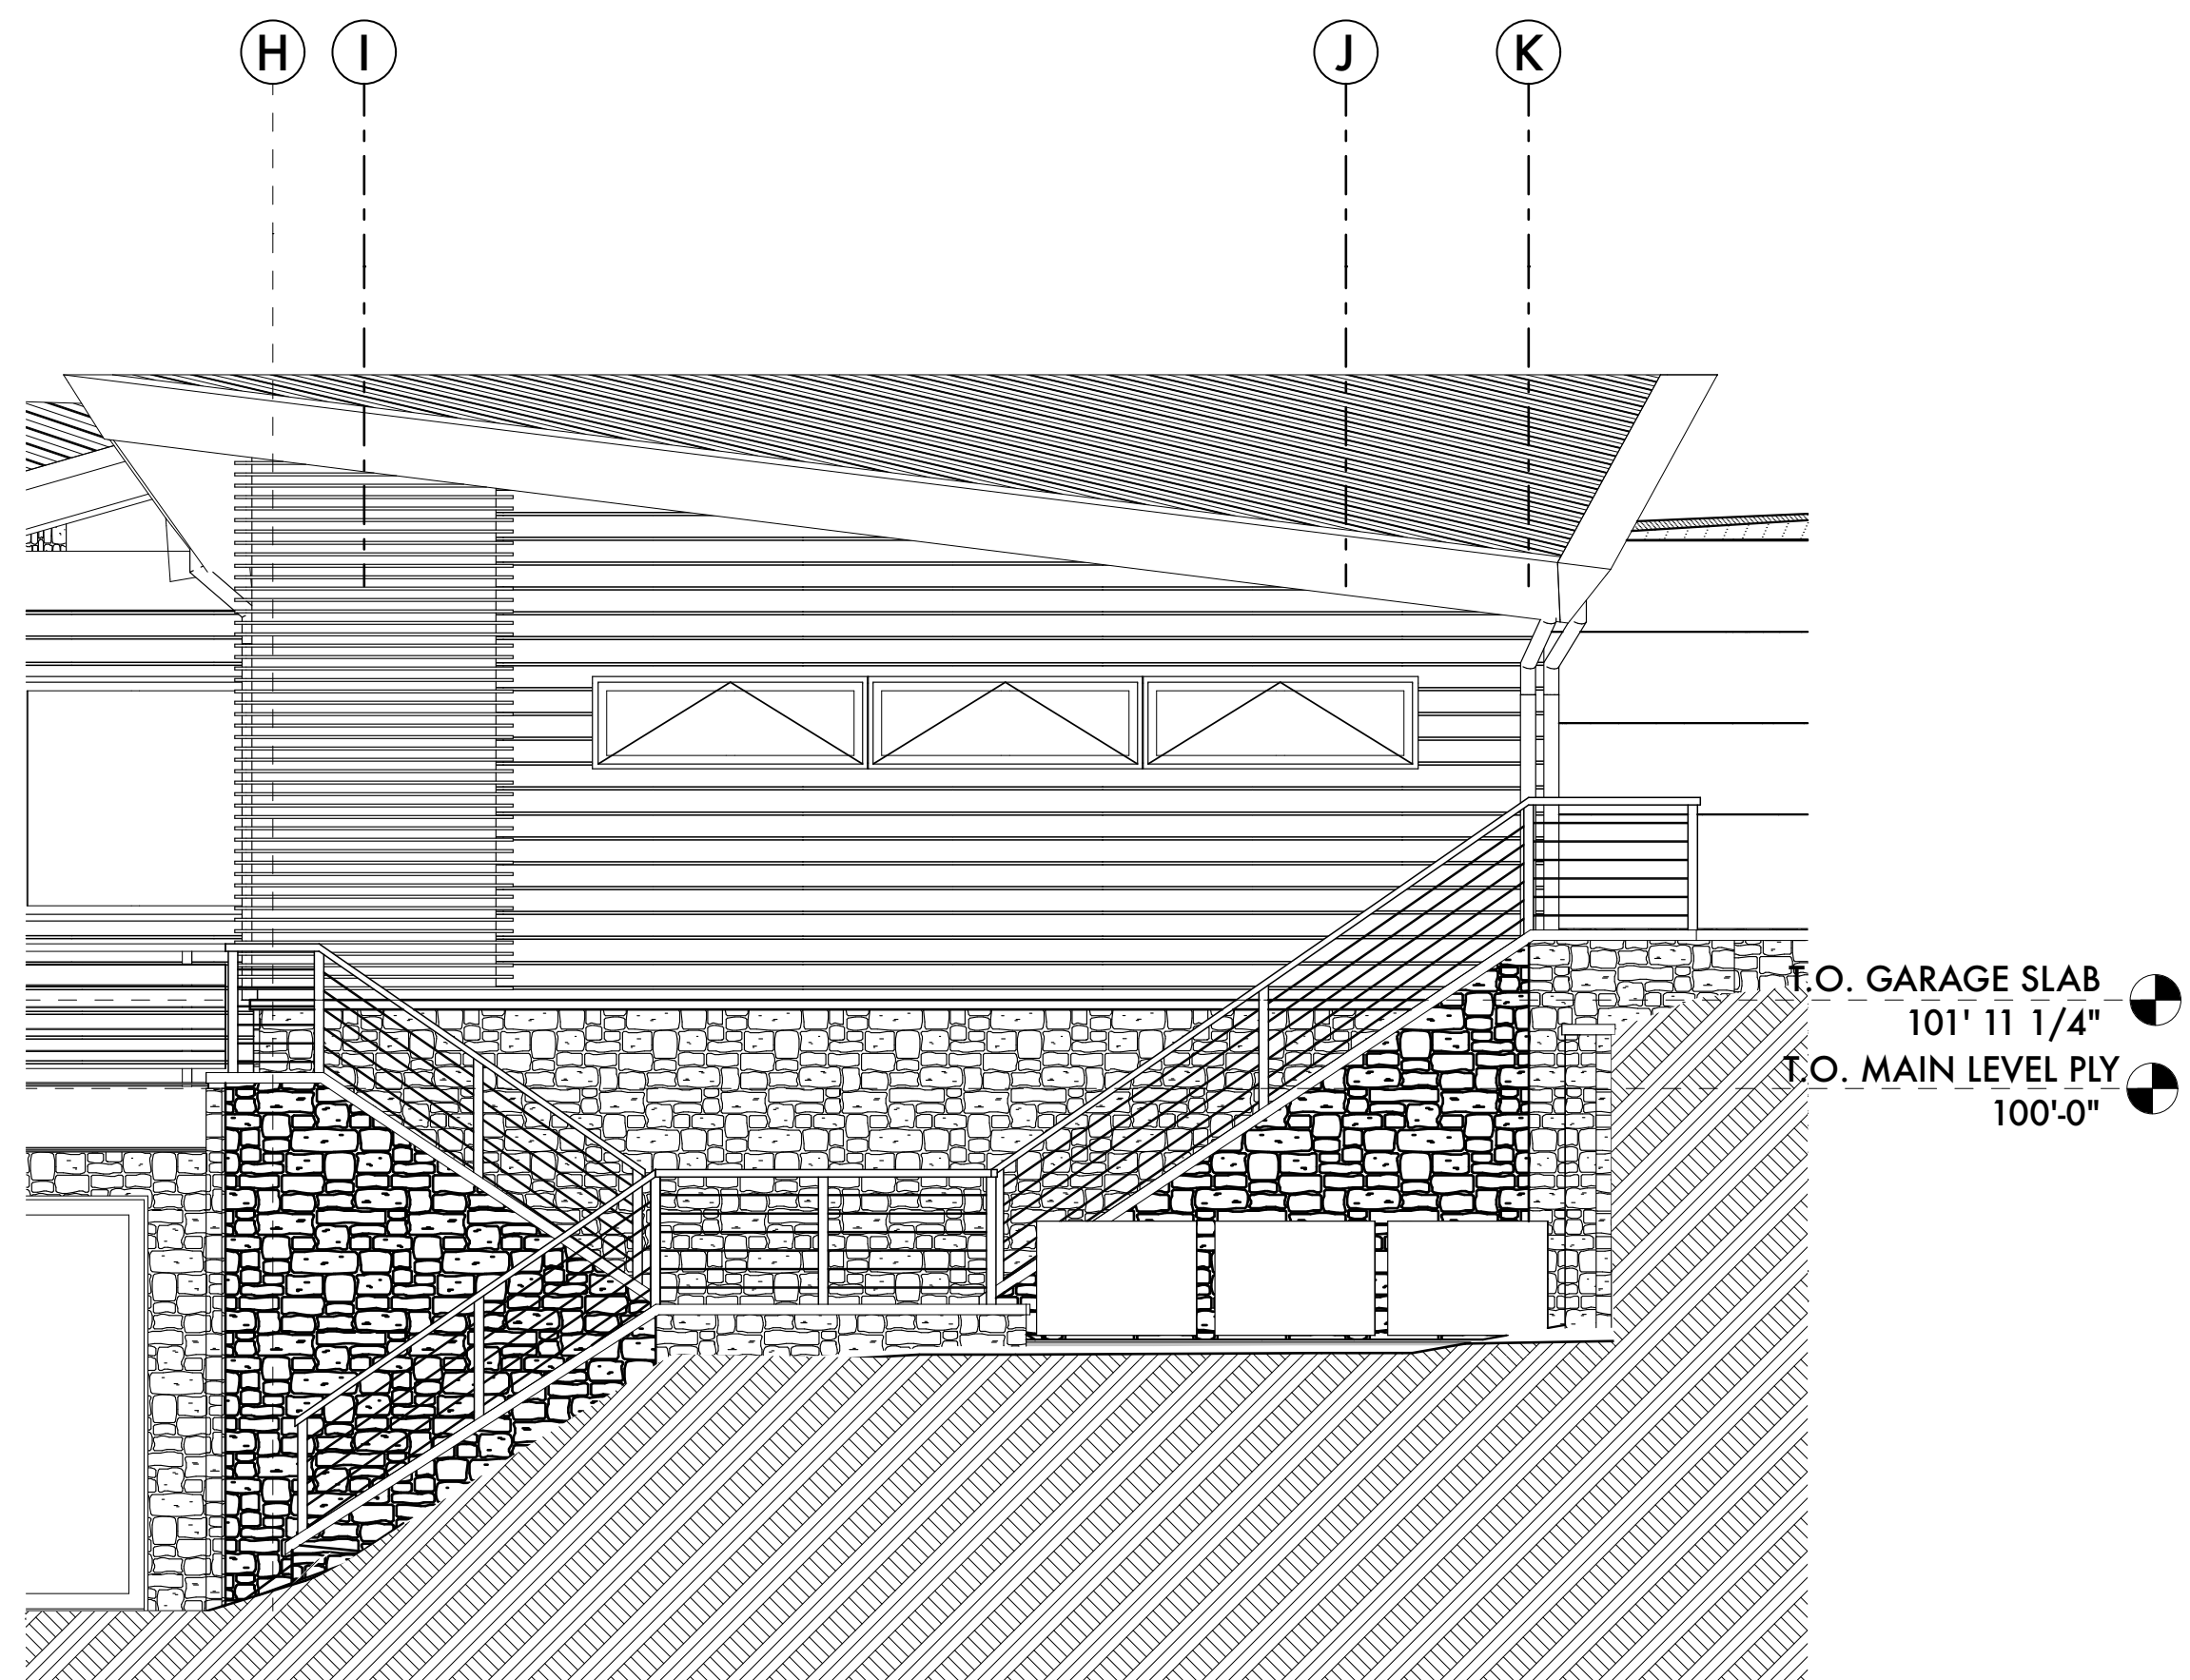 H I J K
T.O. GARAGE SLAB
101' 11 1/4"
T.O. MAIN LEVEL PLY
100'-0"